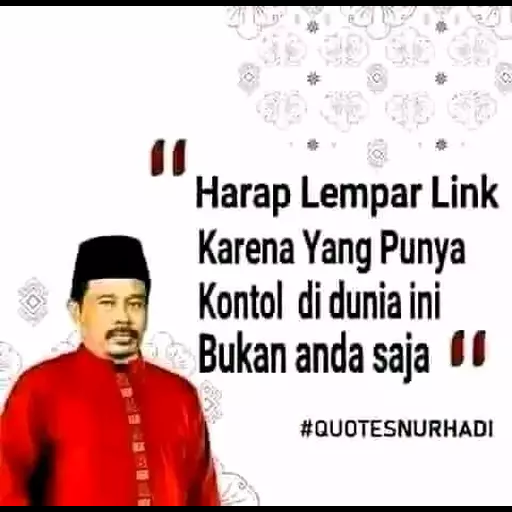 "Harap Lempar Link
Karena Yang Punya
Kontol di dunia ini
Bukan anda saja"
#QUOTESNURHADI